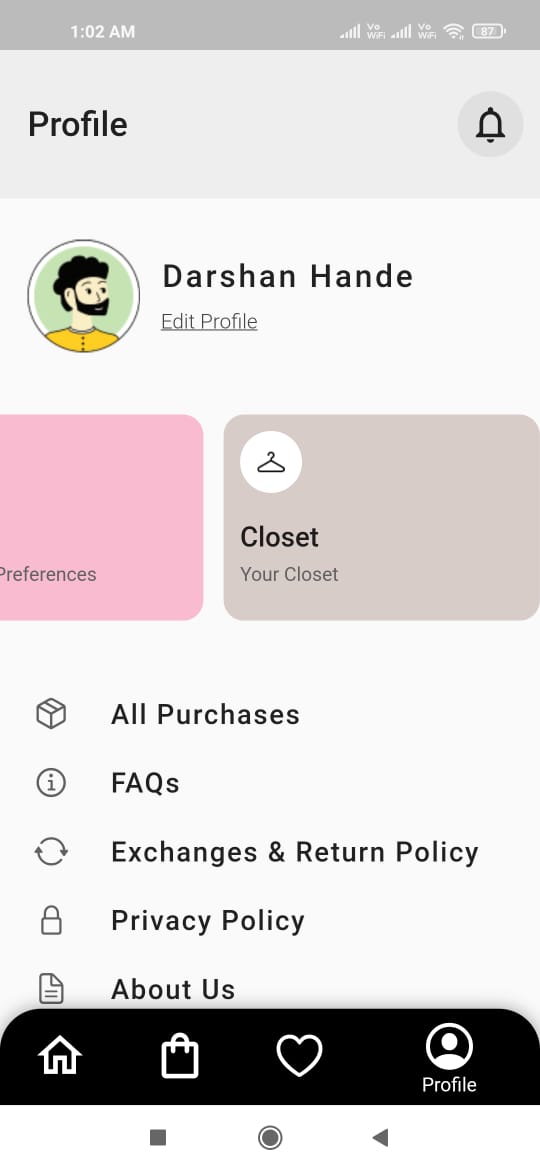 1:02 AM
Vo
WiFi
Vo
WiFi
87
Profile
Darshan Hande
Edit Profile
Preferences
Closet
Your Closet
All Purchases
FAQs
Exchanges & Return Policy
Privacy Policy
About Us
Profile